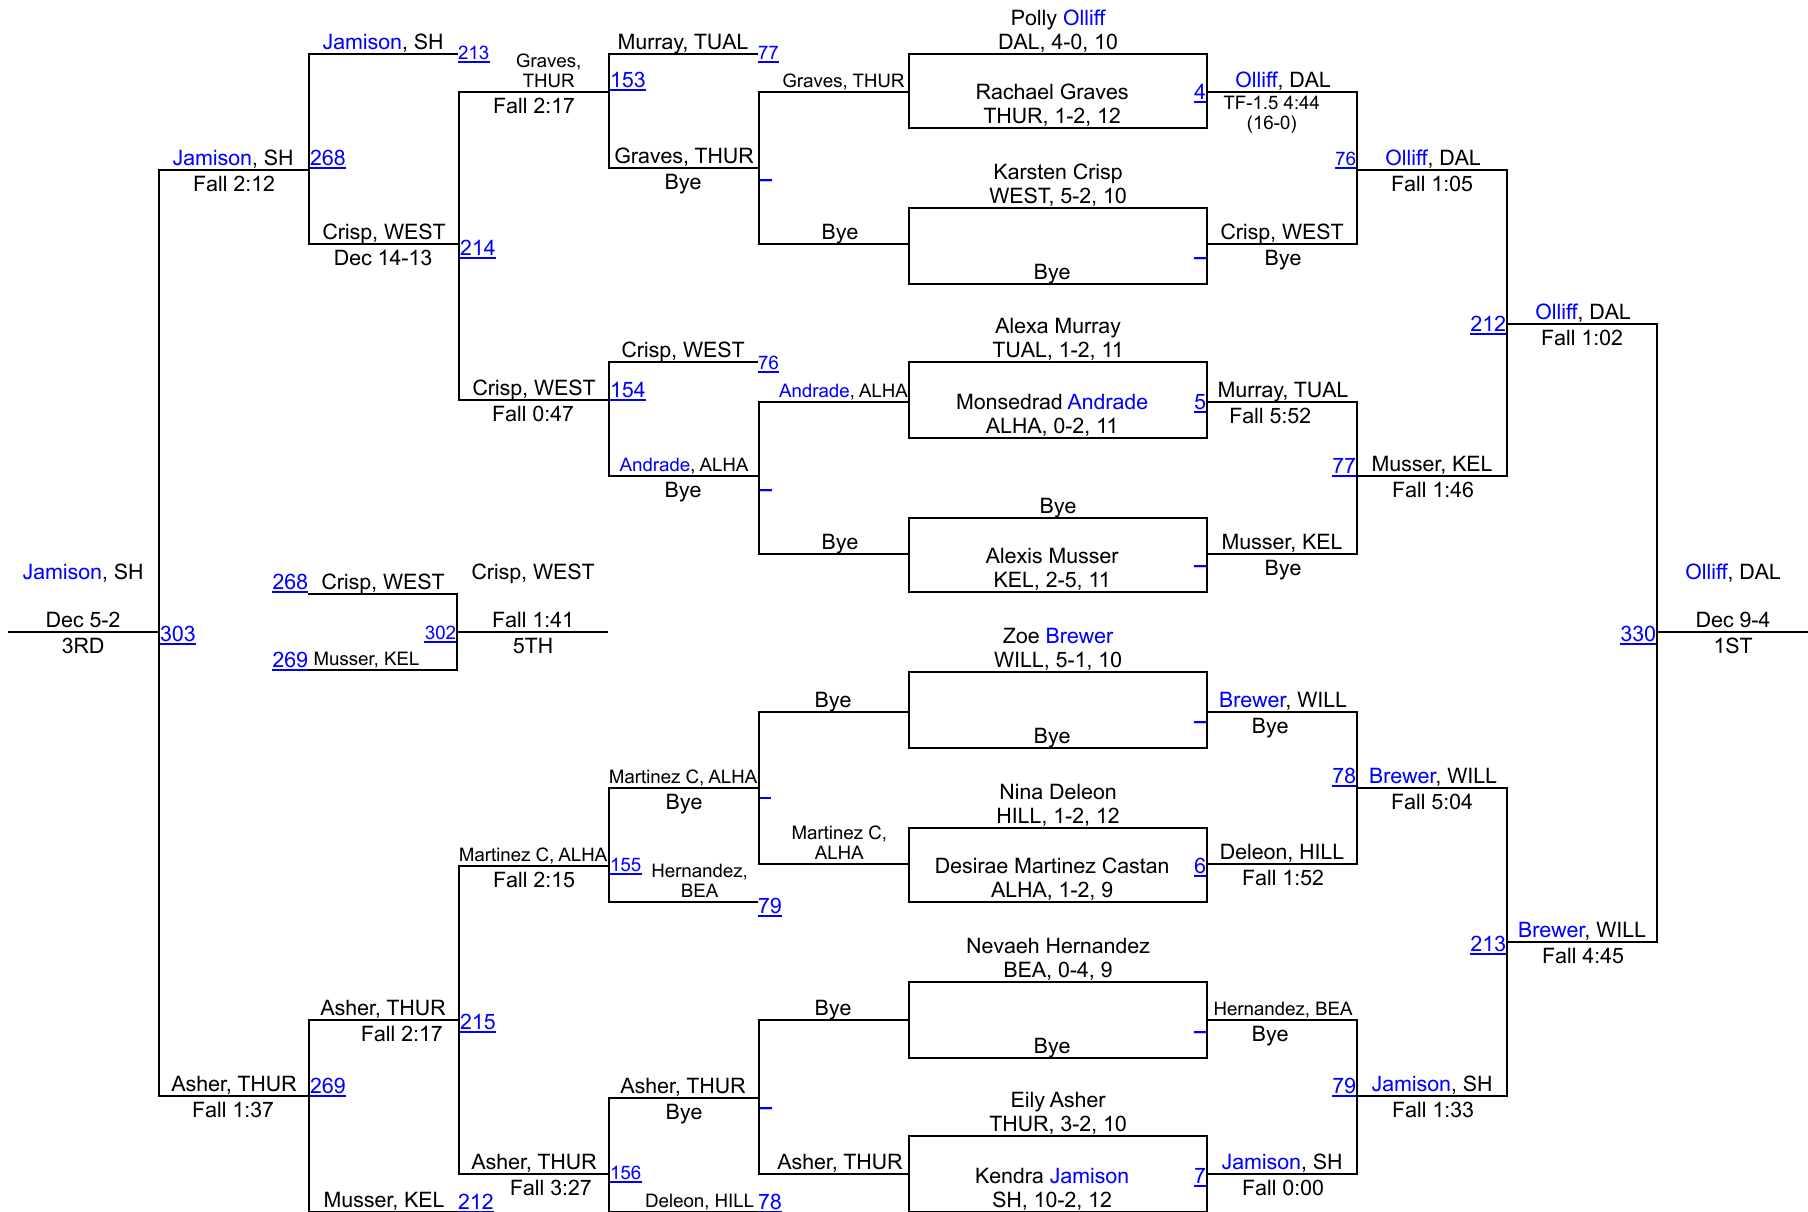 Polly Olliff
DAL, 4-0, 10
Rachael Graves
THUR, 1-2, 12
4
Karsten Crisp
WEST, 5-2, 10
Bye
Alexa Murray
TUAL, 1-2, 11
Monsedrad Andrade
ALHA, 0-2, 11
5
Bye
Alexis Musser
KEL, 2-5, 11
Zoe Brewer
WILL, 5-1, 10
Bye
Nina Deleon
HILL, 1-2, 12
Desirae Martinez Castan
ALHA, 1-2, 9
6
Nevaeh Hernandez
BEA, 0-4, 9
Bye
Eily Asher
THUR, 3-2, 10
Kendra Jamison
SH, 10-2, 12
7
Olliff, DAL
TF-1.5 4:44
(16-0)
76
Crisp, WEST
Bye
Murray, TUAL
Fall 5:52
77
Musser, KEL
Bye
Brewer, WILL
Bye
78
Deleon, HILL
Fall 1:52
Hernandez, BEA
Bye
79
Jamison, SH
Fall 0:00
Olliff, DAL
Fall 1:05
212
Musser, KEL
Fall 1:46
Brewer, WILL
Fall 5:04
213
Jamison, SH
Fall 1:33
Olliff, DAL
Fall 1:02
330
Brewer, WILL
Fall 4:45
Olliff, DAL
Dec 9-4
1ST
Graves, THUR
Bye
Andrade, ALHA
Bye
Bye
Martinez C,
ALHA
Bye
Asher, THUR
Murray, TUAL
77
153
Graves, THUR
Bye
Crisp, WEST
76
154
Andrade, ALHA
Bye
Martinez C, ALHA
Bye
155
Hernandez,
BEA
79
Asher, THUR
Bye
156
Deleon, HILL 78
Graves,
THUR
Fall 2:17
214
Crisp, WEST
Fall 0:47
Martinez C, ALHA
Fall 2:15
215
Asher, THUR
Fall 3:27
Jamison, SH
213
268
Crisp, WEST
Dec 14-13
Asher, THUR
Fall 2:17
269
Musser, KEL 212
Jamison, SH
Fall 2:12
303
Asher, THUR
Fall 1:37
Jamison, SH
Dec 5-2
3RD
268 Crisp, WEST
302
269 Musser, KEL
Crisp, WEST
Fall 1:41
5TH